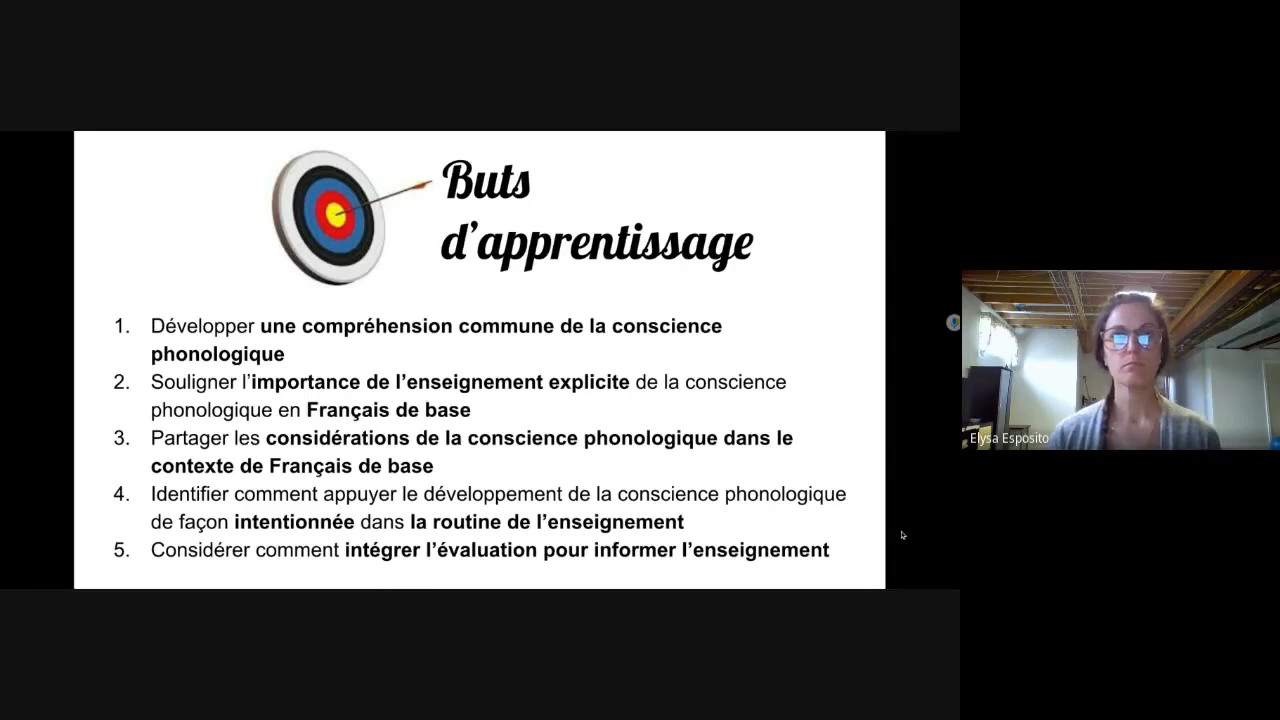 Buts
d’apprentissage
1. Développer une compréhension commune de la conscience
phonologique
2. Souligner l’importance de l’enseignement explicite de la conscience
phonologique en Français de base
3. Partager les considérations de la conscience phonologique dans le
contexte de Français de base
4. Identifier comment appuyer le développement de la conscience phonologique
de façon intentionnée dans la routine de l’enseignement
5. Considérer comment intégrer l’évaluation pour informer l’enseignement
Elysa Esposito